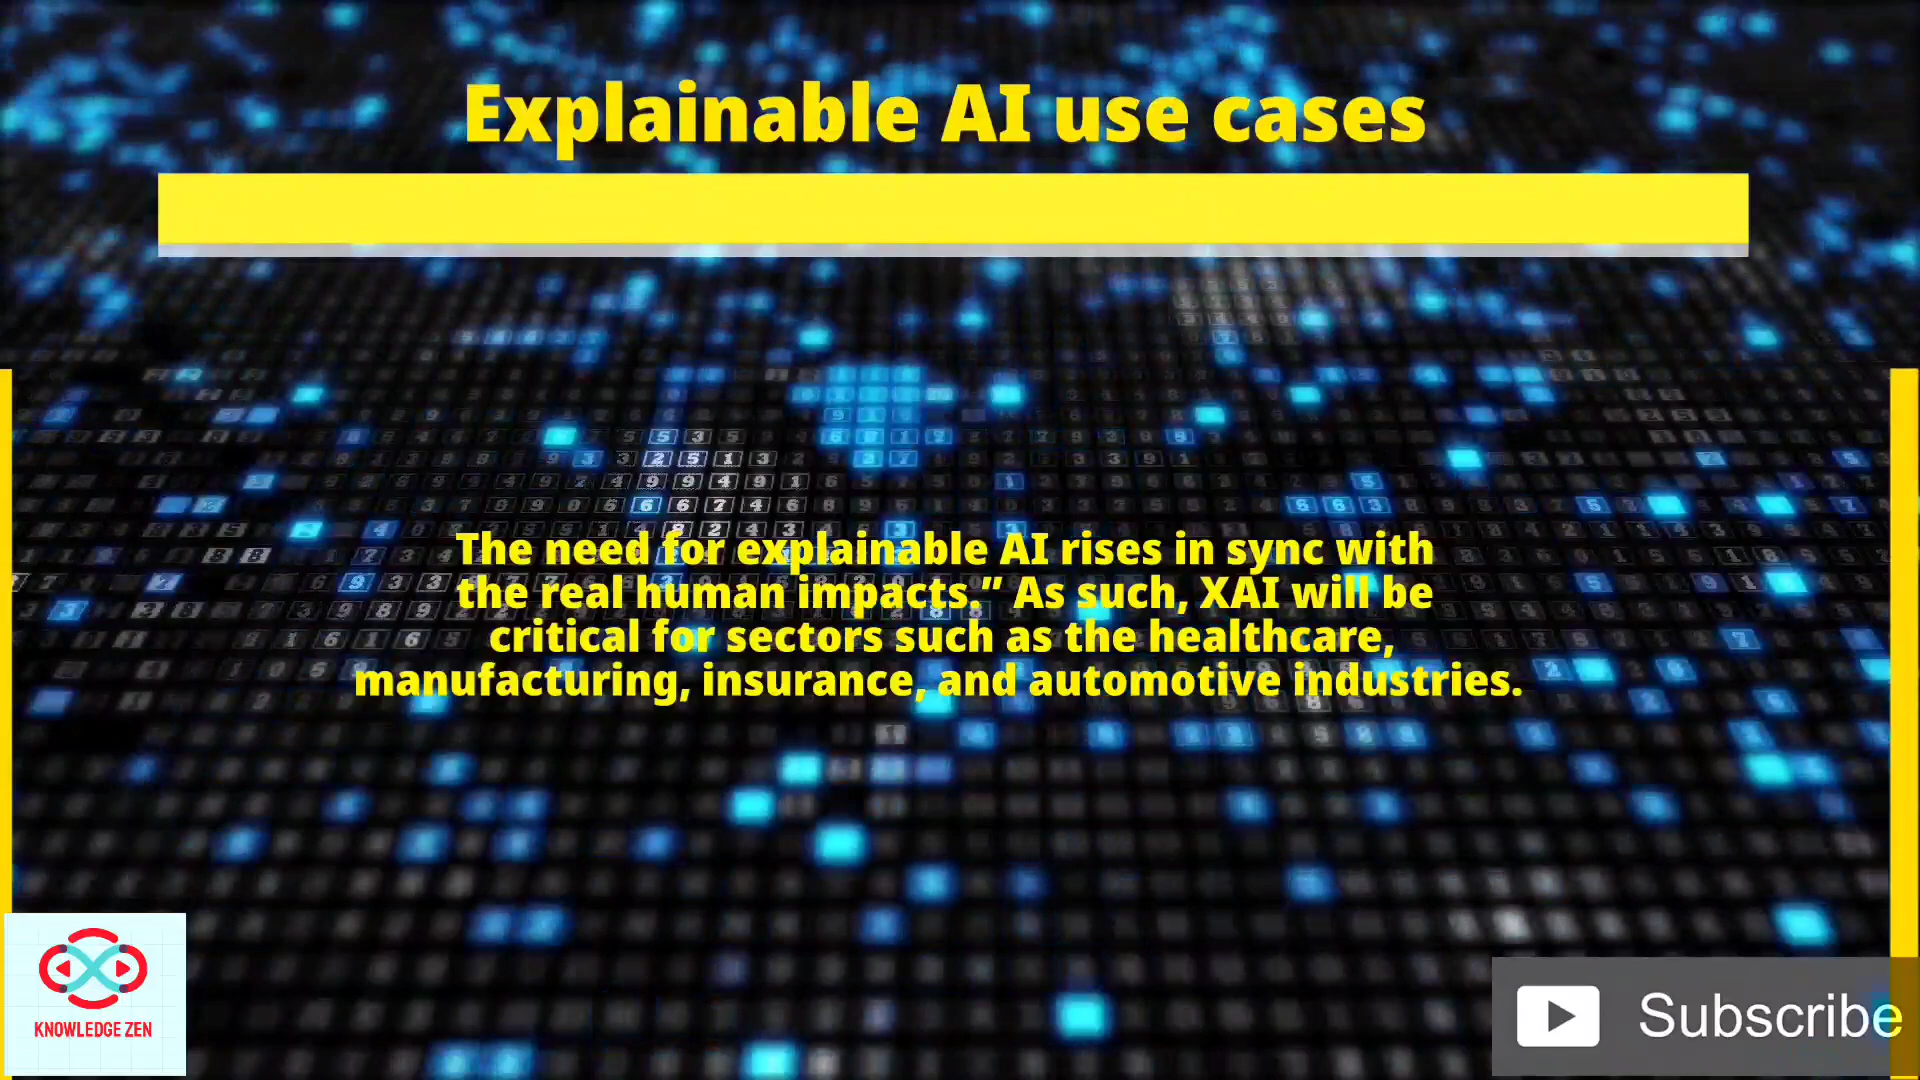 Explainable AI use cases
The need for explainable AI rises in sync with
the real human impacts.” As such, XAI will be
critical for sectors such as the healthcare,
manufacturing, insurance, and automotive industries.
KNOWLEDGE ZEN
Subscribe